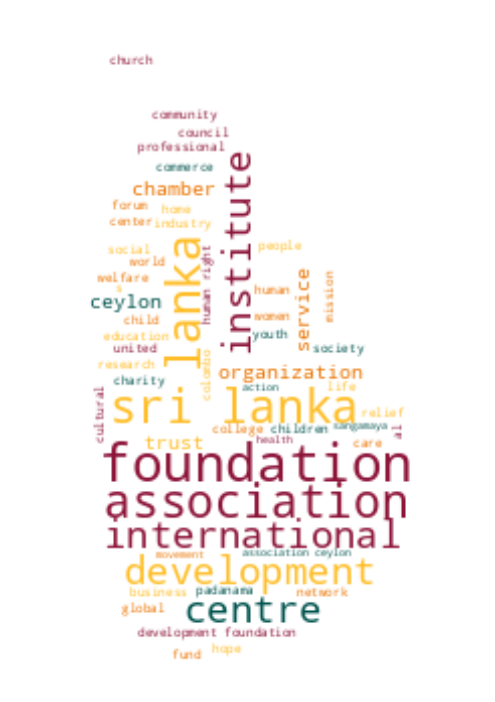 church
community
council
professional
commerce
chamber
institute
forum
home
center
industry
lanka
human right
social
people
world
welfare
s
human
service
mission
ceylon
child
women
education
youth
united
society
research
colombo
organization
charity
action
life
cultural
sri lanka
relief
college
children
sangamaya
al
trust
health
care
foundation
association
international
movement
association ceylon
development
business
padanama
network
global
centre
development foundation
hope
fund